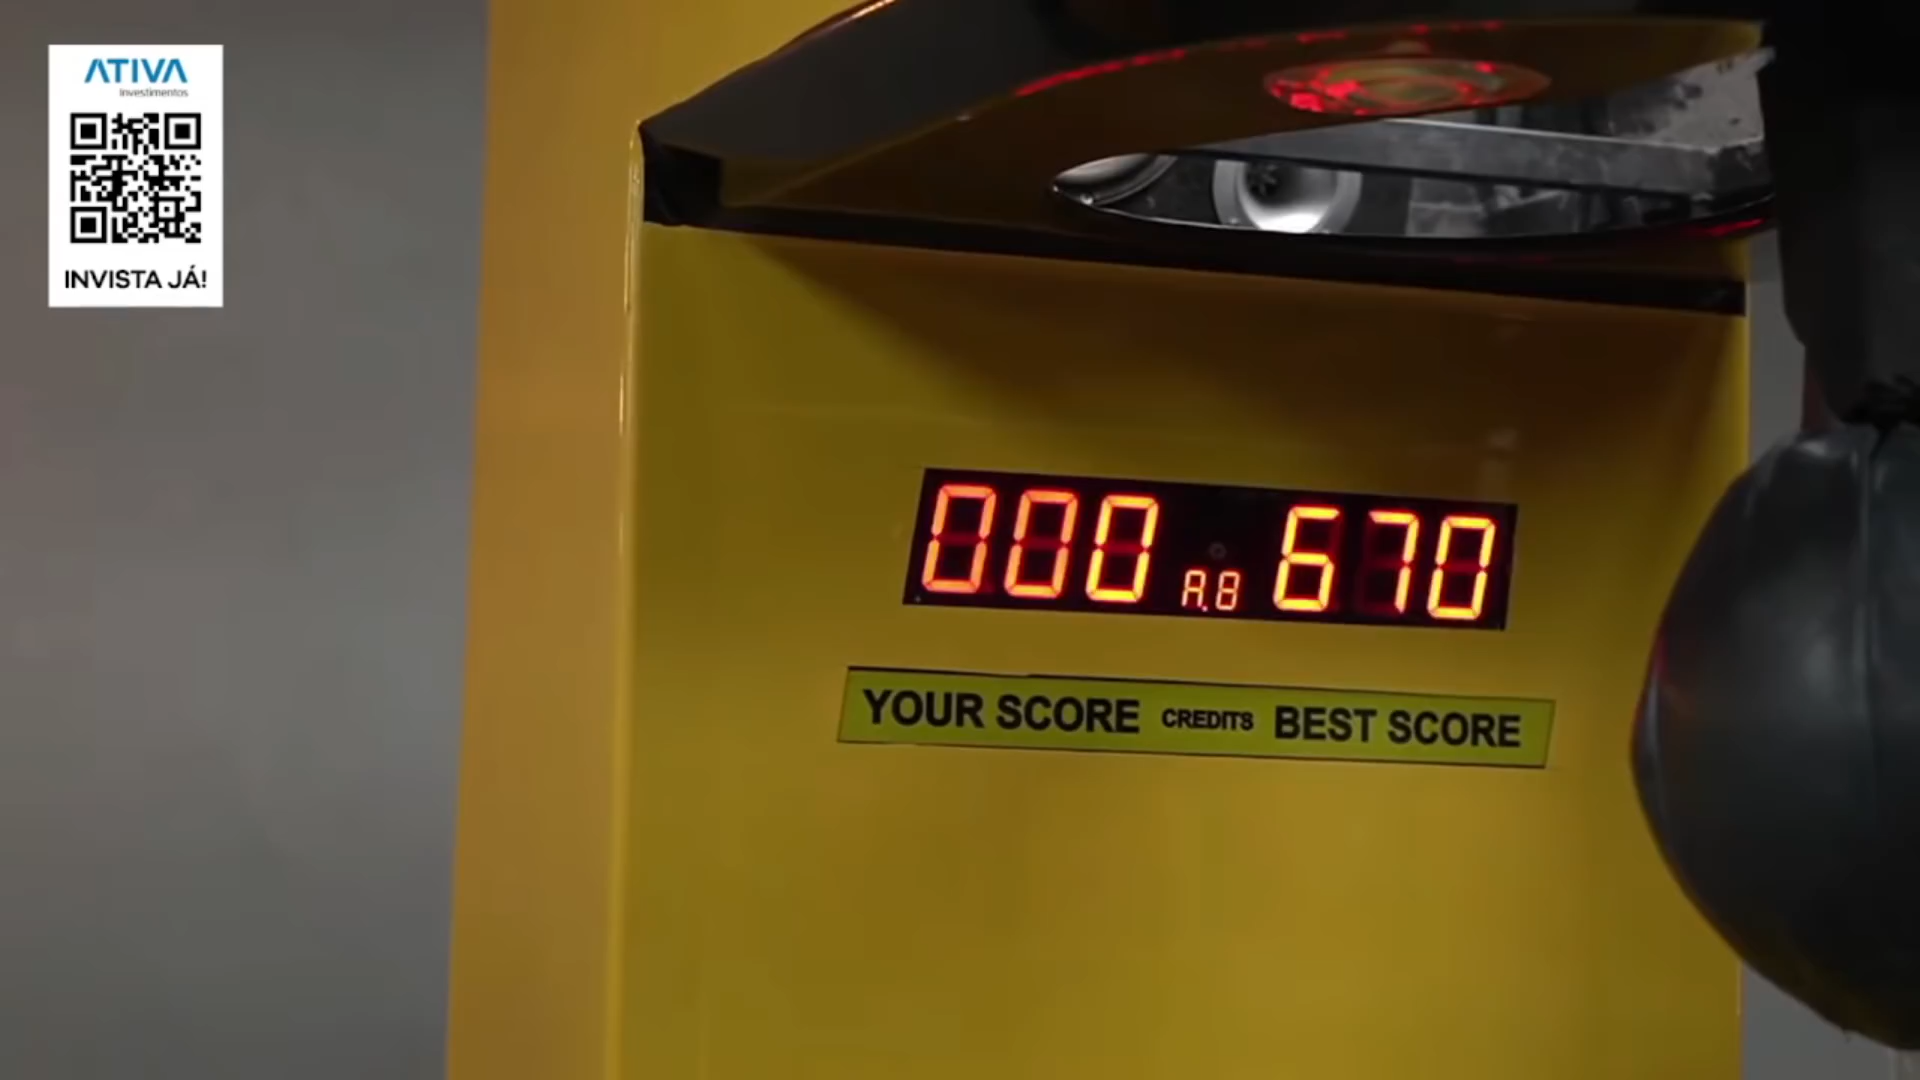 ATIVA
investimentos
INVISTA JÁ!
000 A.8 670
YOUR SCORE CREDITS BEST SCORE